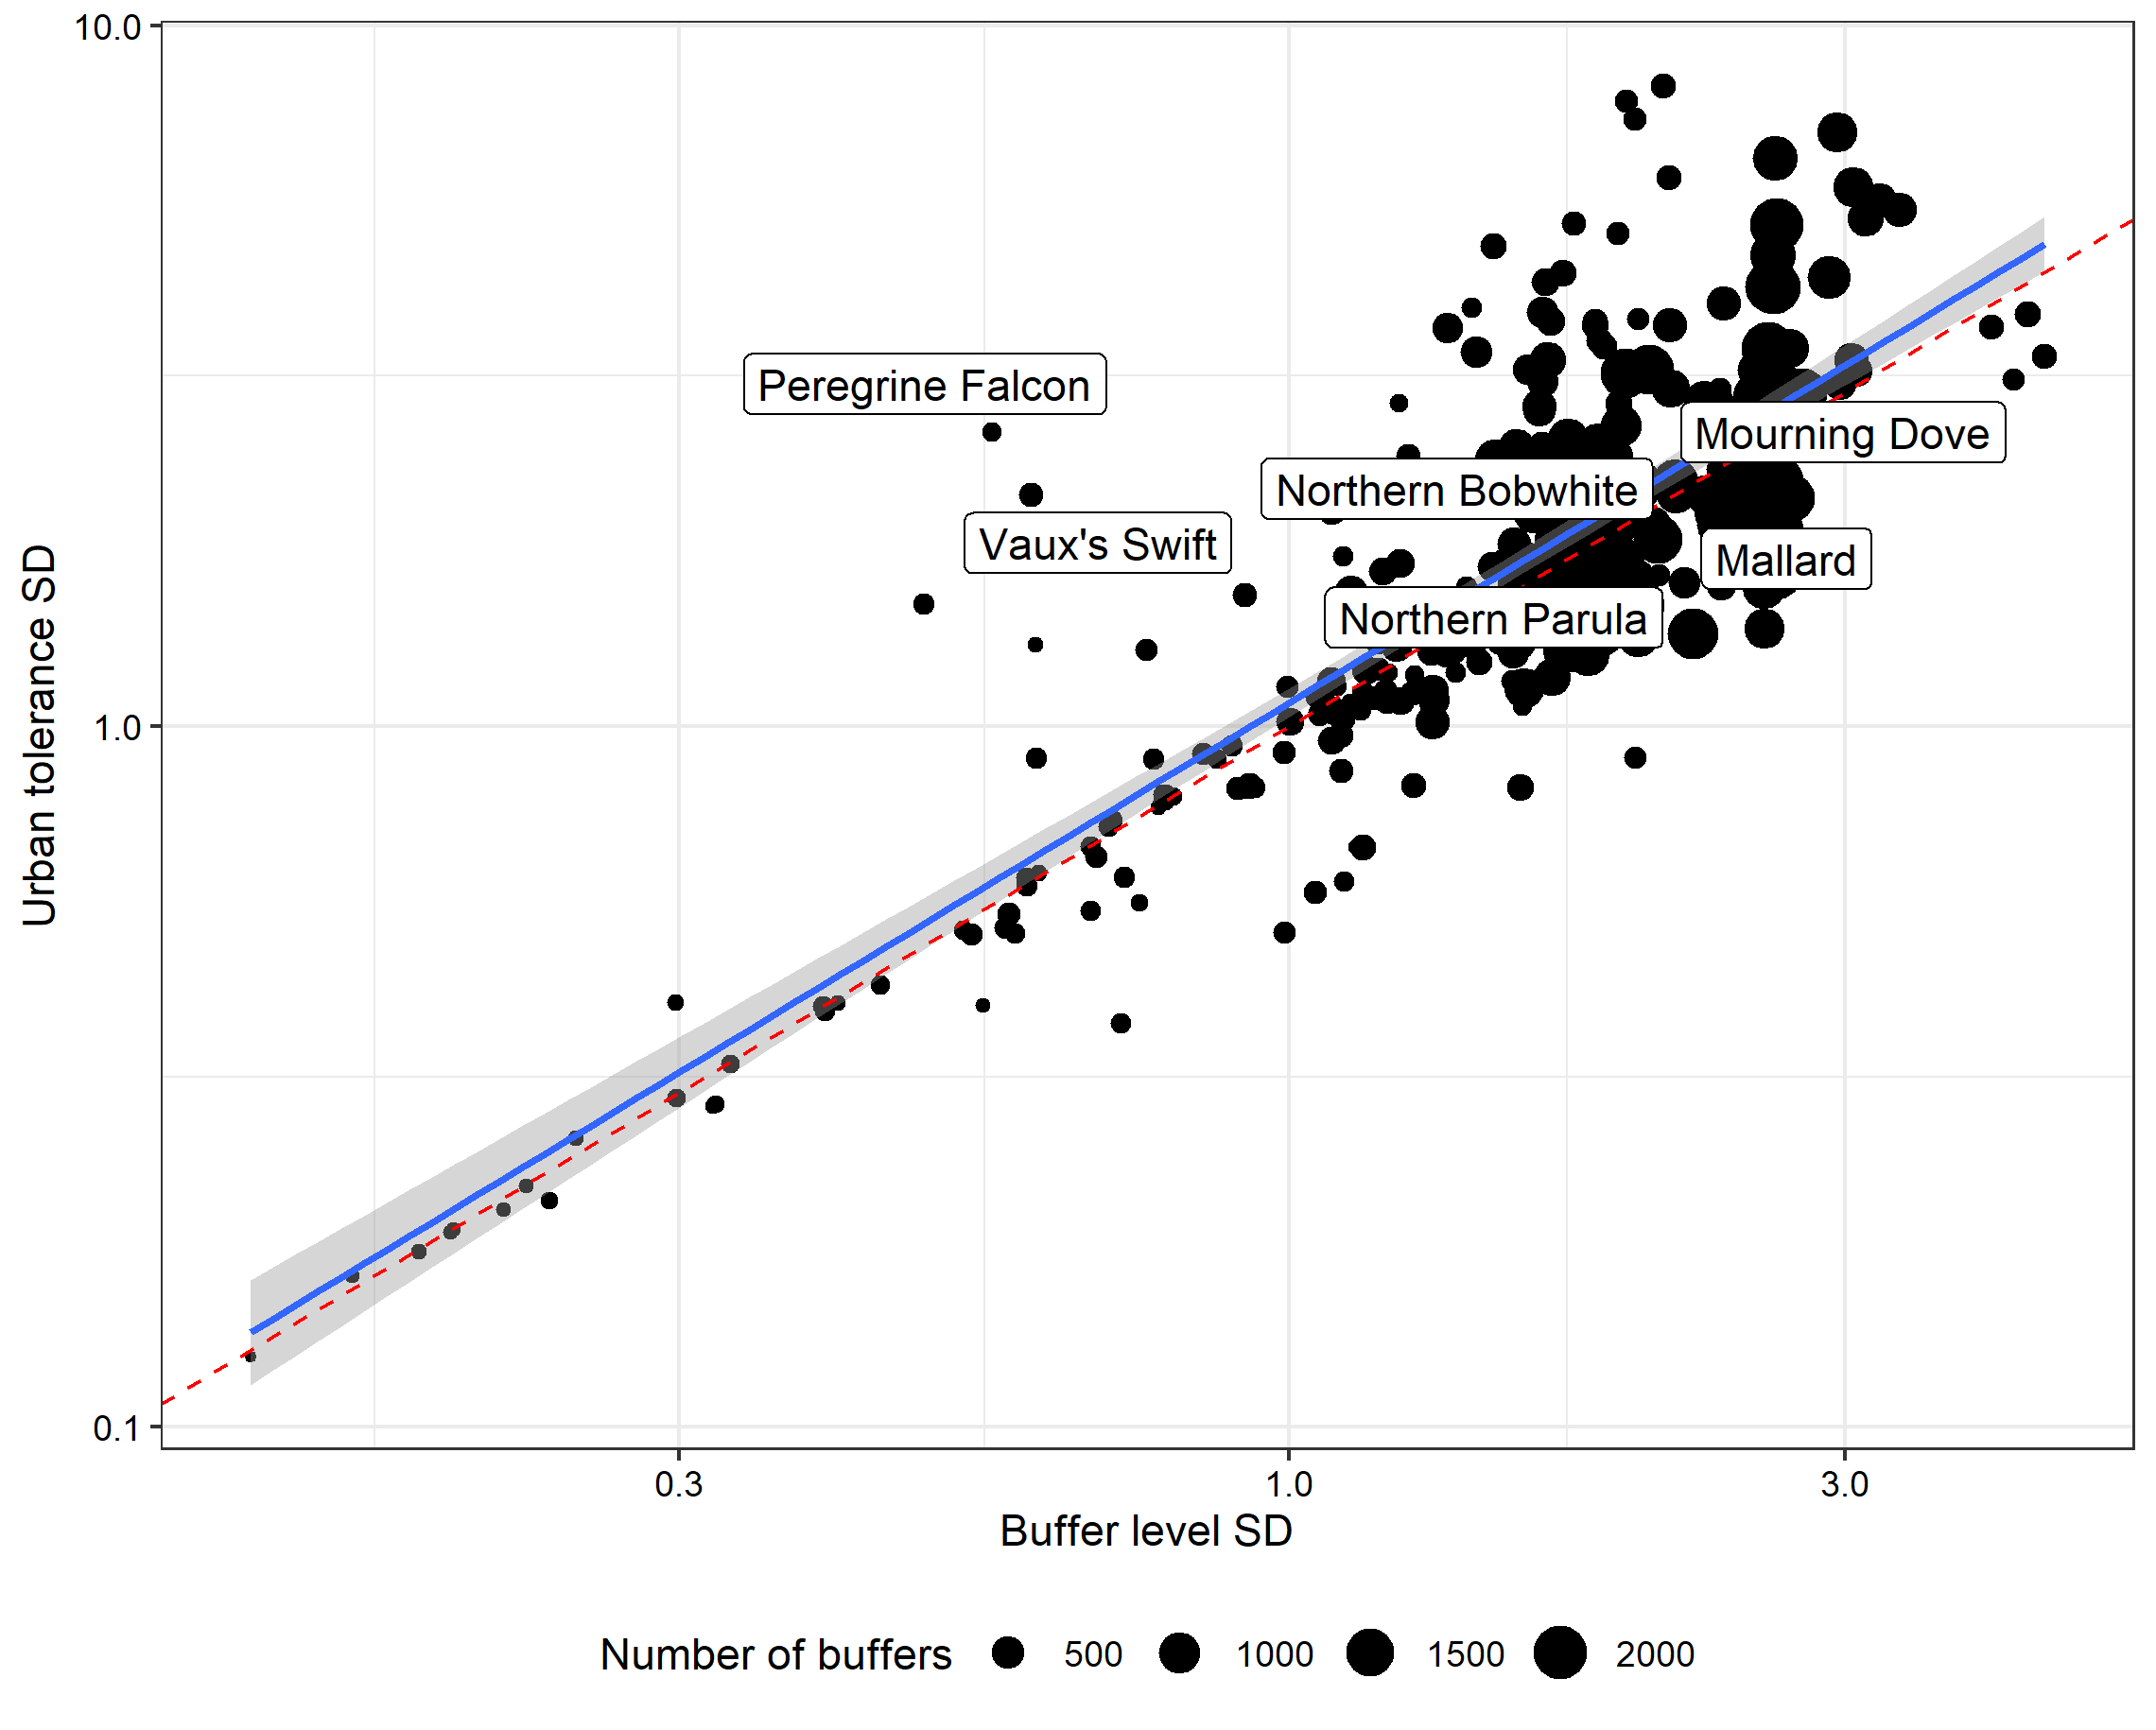 10.0
1.0
0.1
Urban tolerance SD
Peregrine Falcon
Vaux's Swift
Mourning Dove
Northern Bobwhite
Mallard
Northern Parula
0.3 1.0 3.0
Buffer level SD
Number of buffers 500 1000 1500 2000